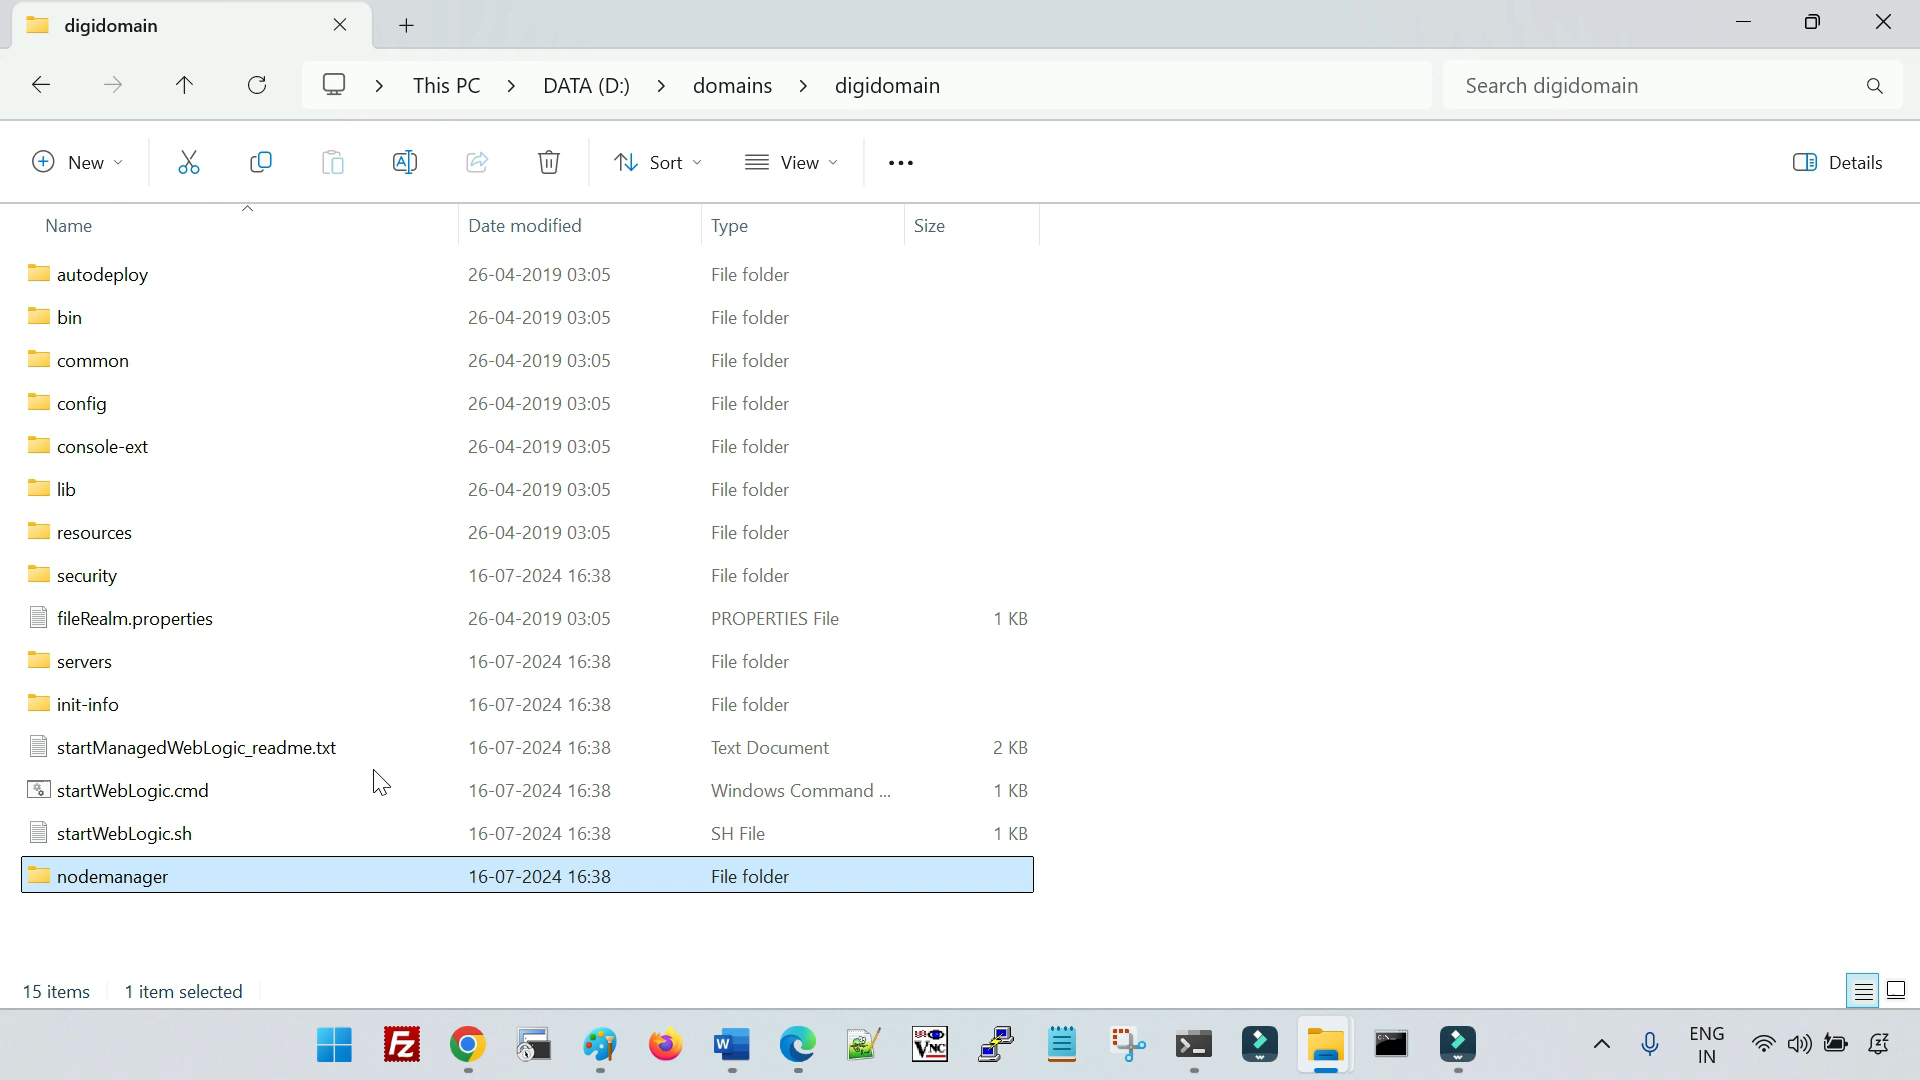 digidomain
This PC > DATA (D:) > domains > digidomain
Search digidomain
New
Sort
View
Details
Name Date modified Type Size
autodeploy 26-04-2019 03:05 File folder
bin 26-04-2019 03:05 File folder
common 26-04-2019 03:05 File folder
config 26-04-2019 03:05 File folder
console-ext 26-04-2019 03:05 File folder
lib 26-04-2019 03:05 File folder
resources 26-04-2019 03:05 File folder
security 16-07-2024 16:38 File folder
fileRealm.properties 26-04-2019 03:05 PROPERTIES File 1 KB
servers 16-07-2024 16:38 File folder
init-info 16-07-2024 16:38 File folder
startManagedWebLogic_readme.txt 16-07-2024 16:38 Text Document 2 KB
startWebLogic.cmd 16-07-2024 16:38 Windows Command ... 1 KB
startWebLogic.sh 16-07-2024 16:38 SH File 1 KB
nodemanager 16-07-2024 16:38 File folder
15 items 1 item selected
ENG
IN